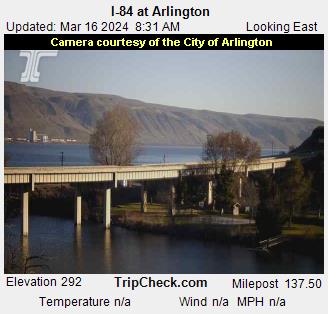 I-84 at Arlington
Updated: Mar 16 2024 8:31 AM Looking East
Camera courtesy of the City of Arlington
Elevation 292 TripCheck.com Milepost 137.50
Temperature n/a Wind n/a MPH n/a